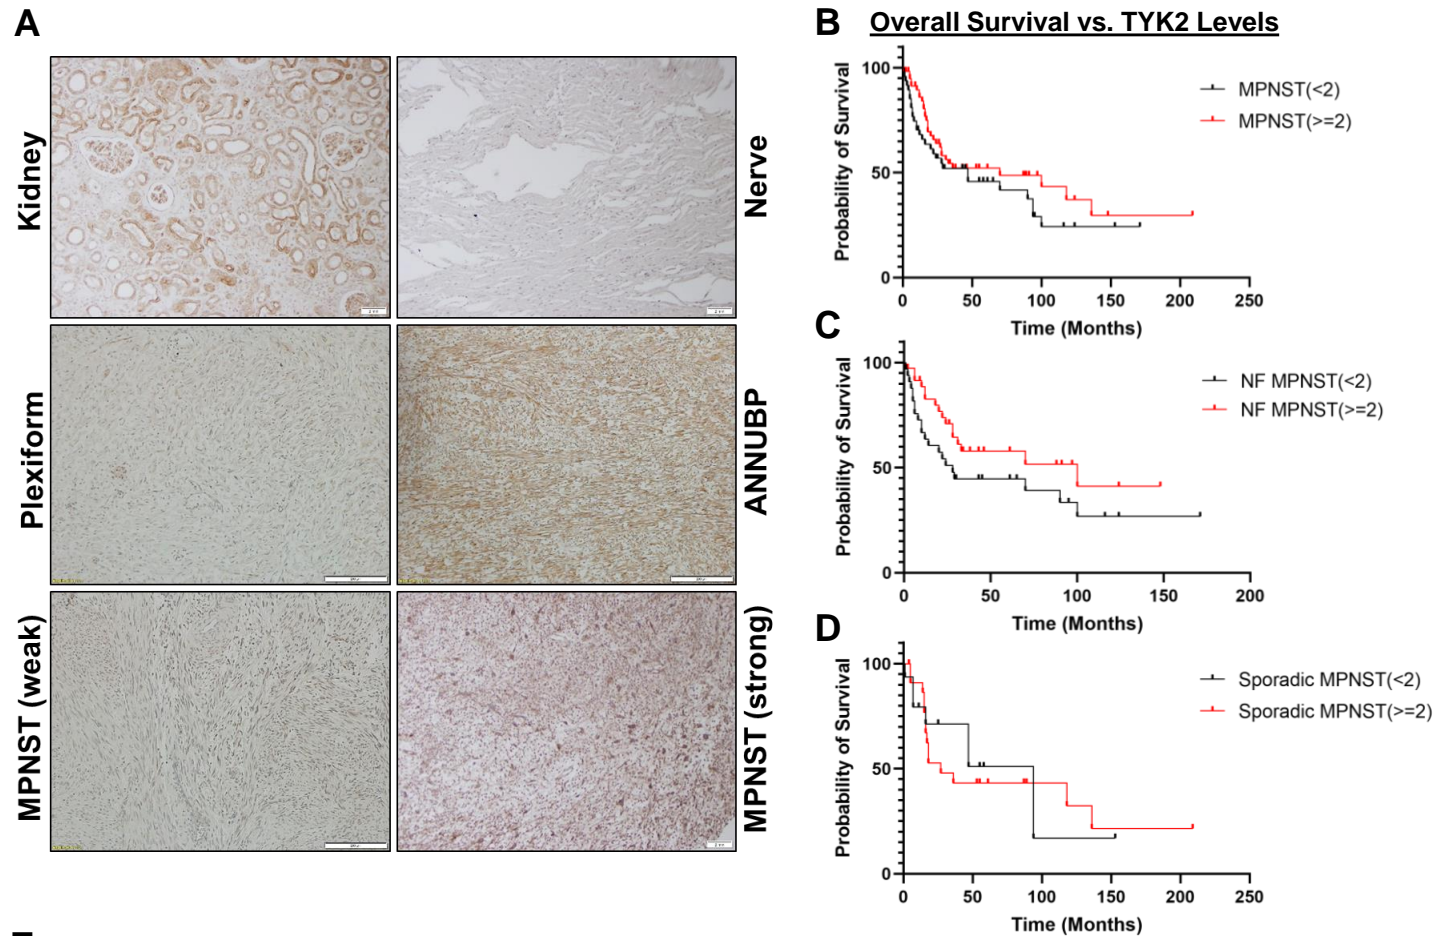 A
Kidney
Nerve
Plexiform
ANNUBP
MPNST (weak)
MPNST (strong)
B
Overall Survival vs. TYK2 Levels
Probability of Survival
100
50
0
0 50 100 150 200 250
Time (Months)
MPNST(<2)
MPNST(>=2)
C
Probability of Survival
100
50
0
0 50 100 150 200
Time (Months)
NF MPNST(<2)
NF MPNST(>=2)
D
Probability of Survival
100
50
0
0 50 100 150 200 250
Time (Months)
Sporadic MPNST(<2)
Sporadic MPNST(>=2)